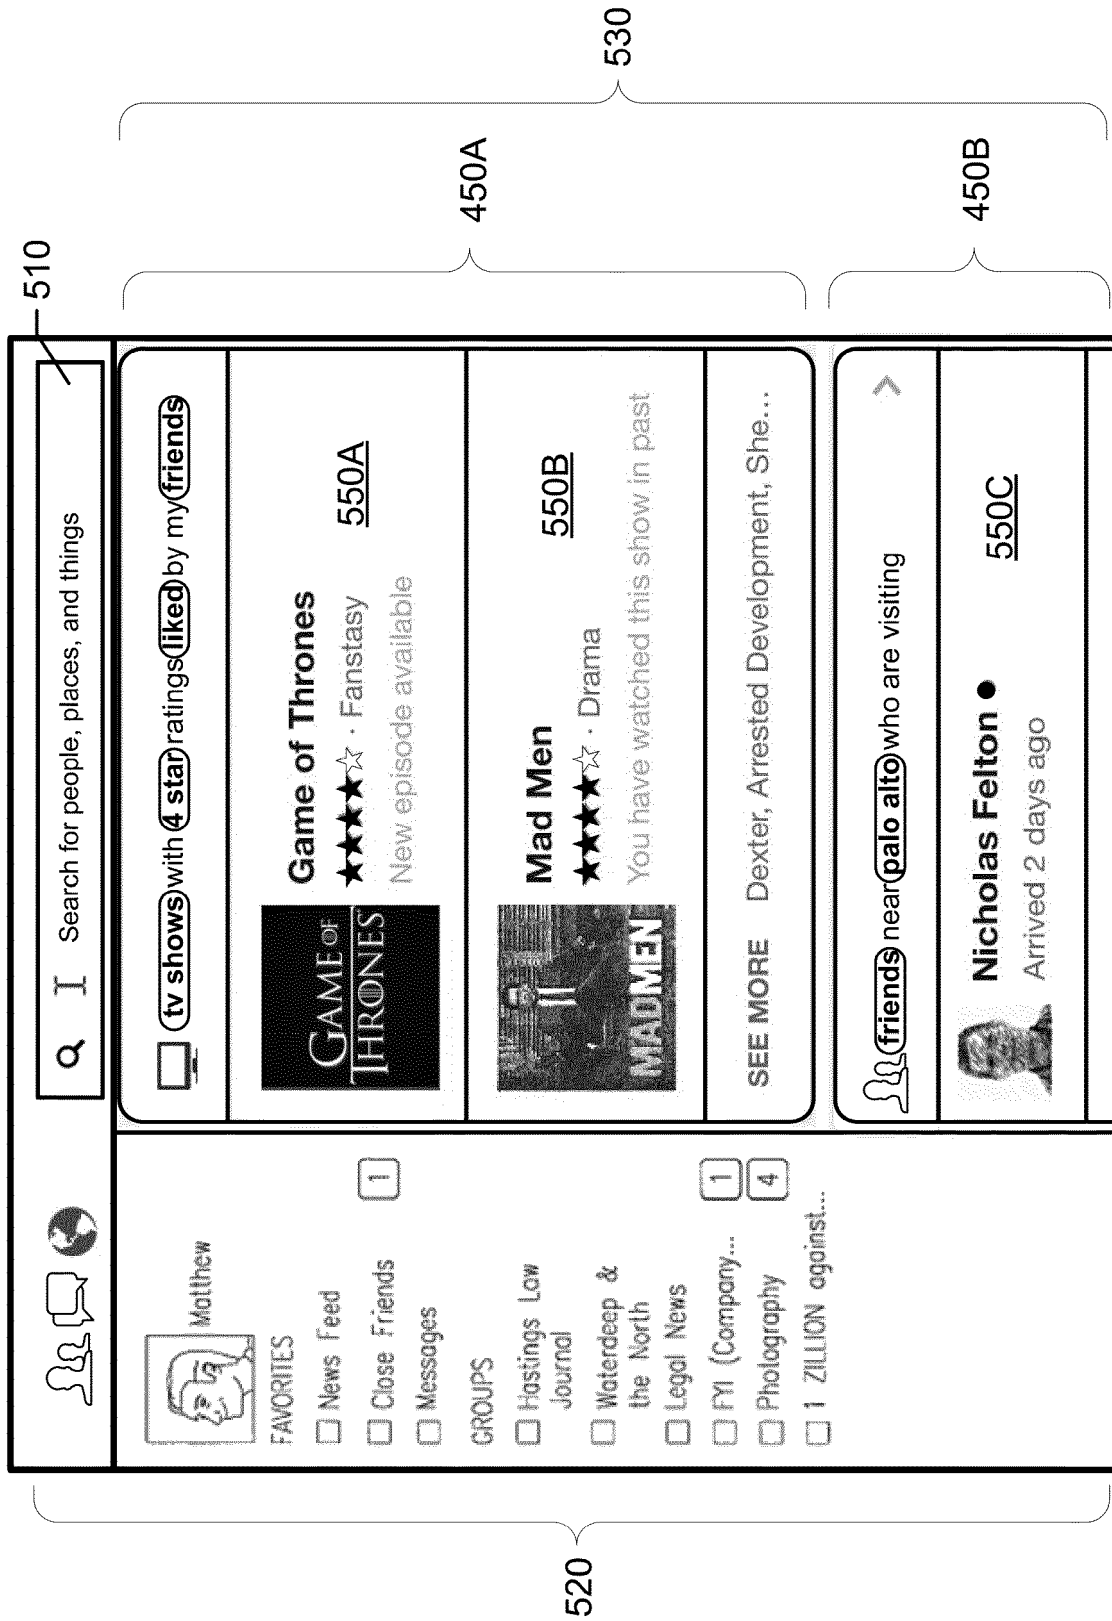 510
Search for people, places, and things
Matthew
FAVORITES
News Feed
Close Friends 1
Messages
GROUPS
Hastings Law
Journal
Waterdeep &
the North
Legal News
FYI (Company... 1
Photography 4
1 ZILLION against...
tv shows with 4 star ratings liked by my friends
GAME OF
THRONES
Game of Thrones
★★★★☆ · Fanstasy
New episode available
550A
MADMEN
Mad Men
★★★★☆ · Drama
You have watched this show in past
550B
SEE MORE Dexter, Arrested Development, She...
friends near palo alto who are visiting >
Nicholas Felton ●
Arrived 2 days ago
550C
450A
450B
520
530